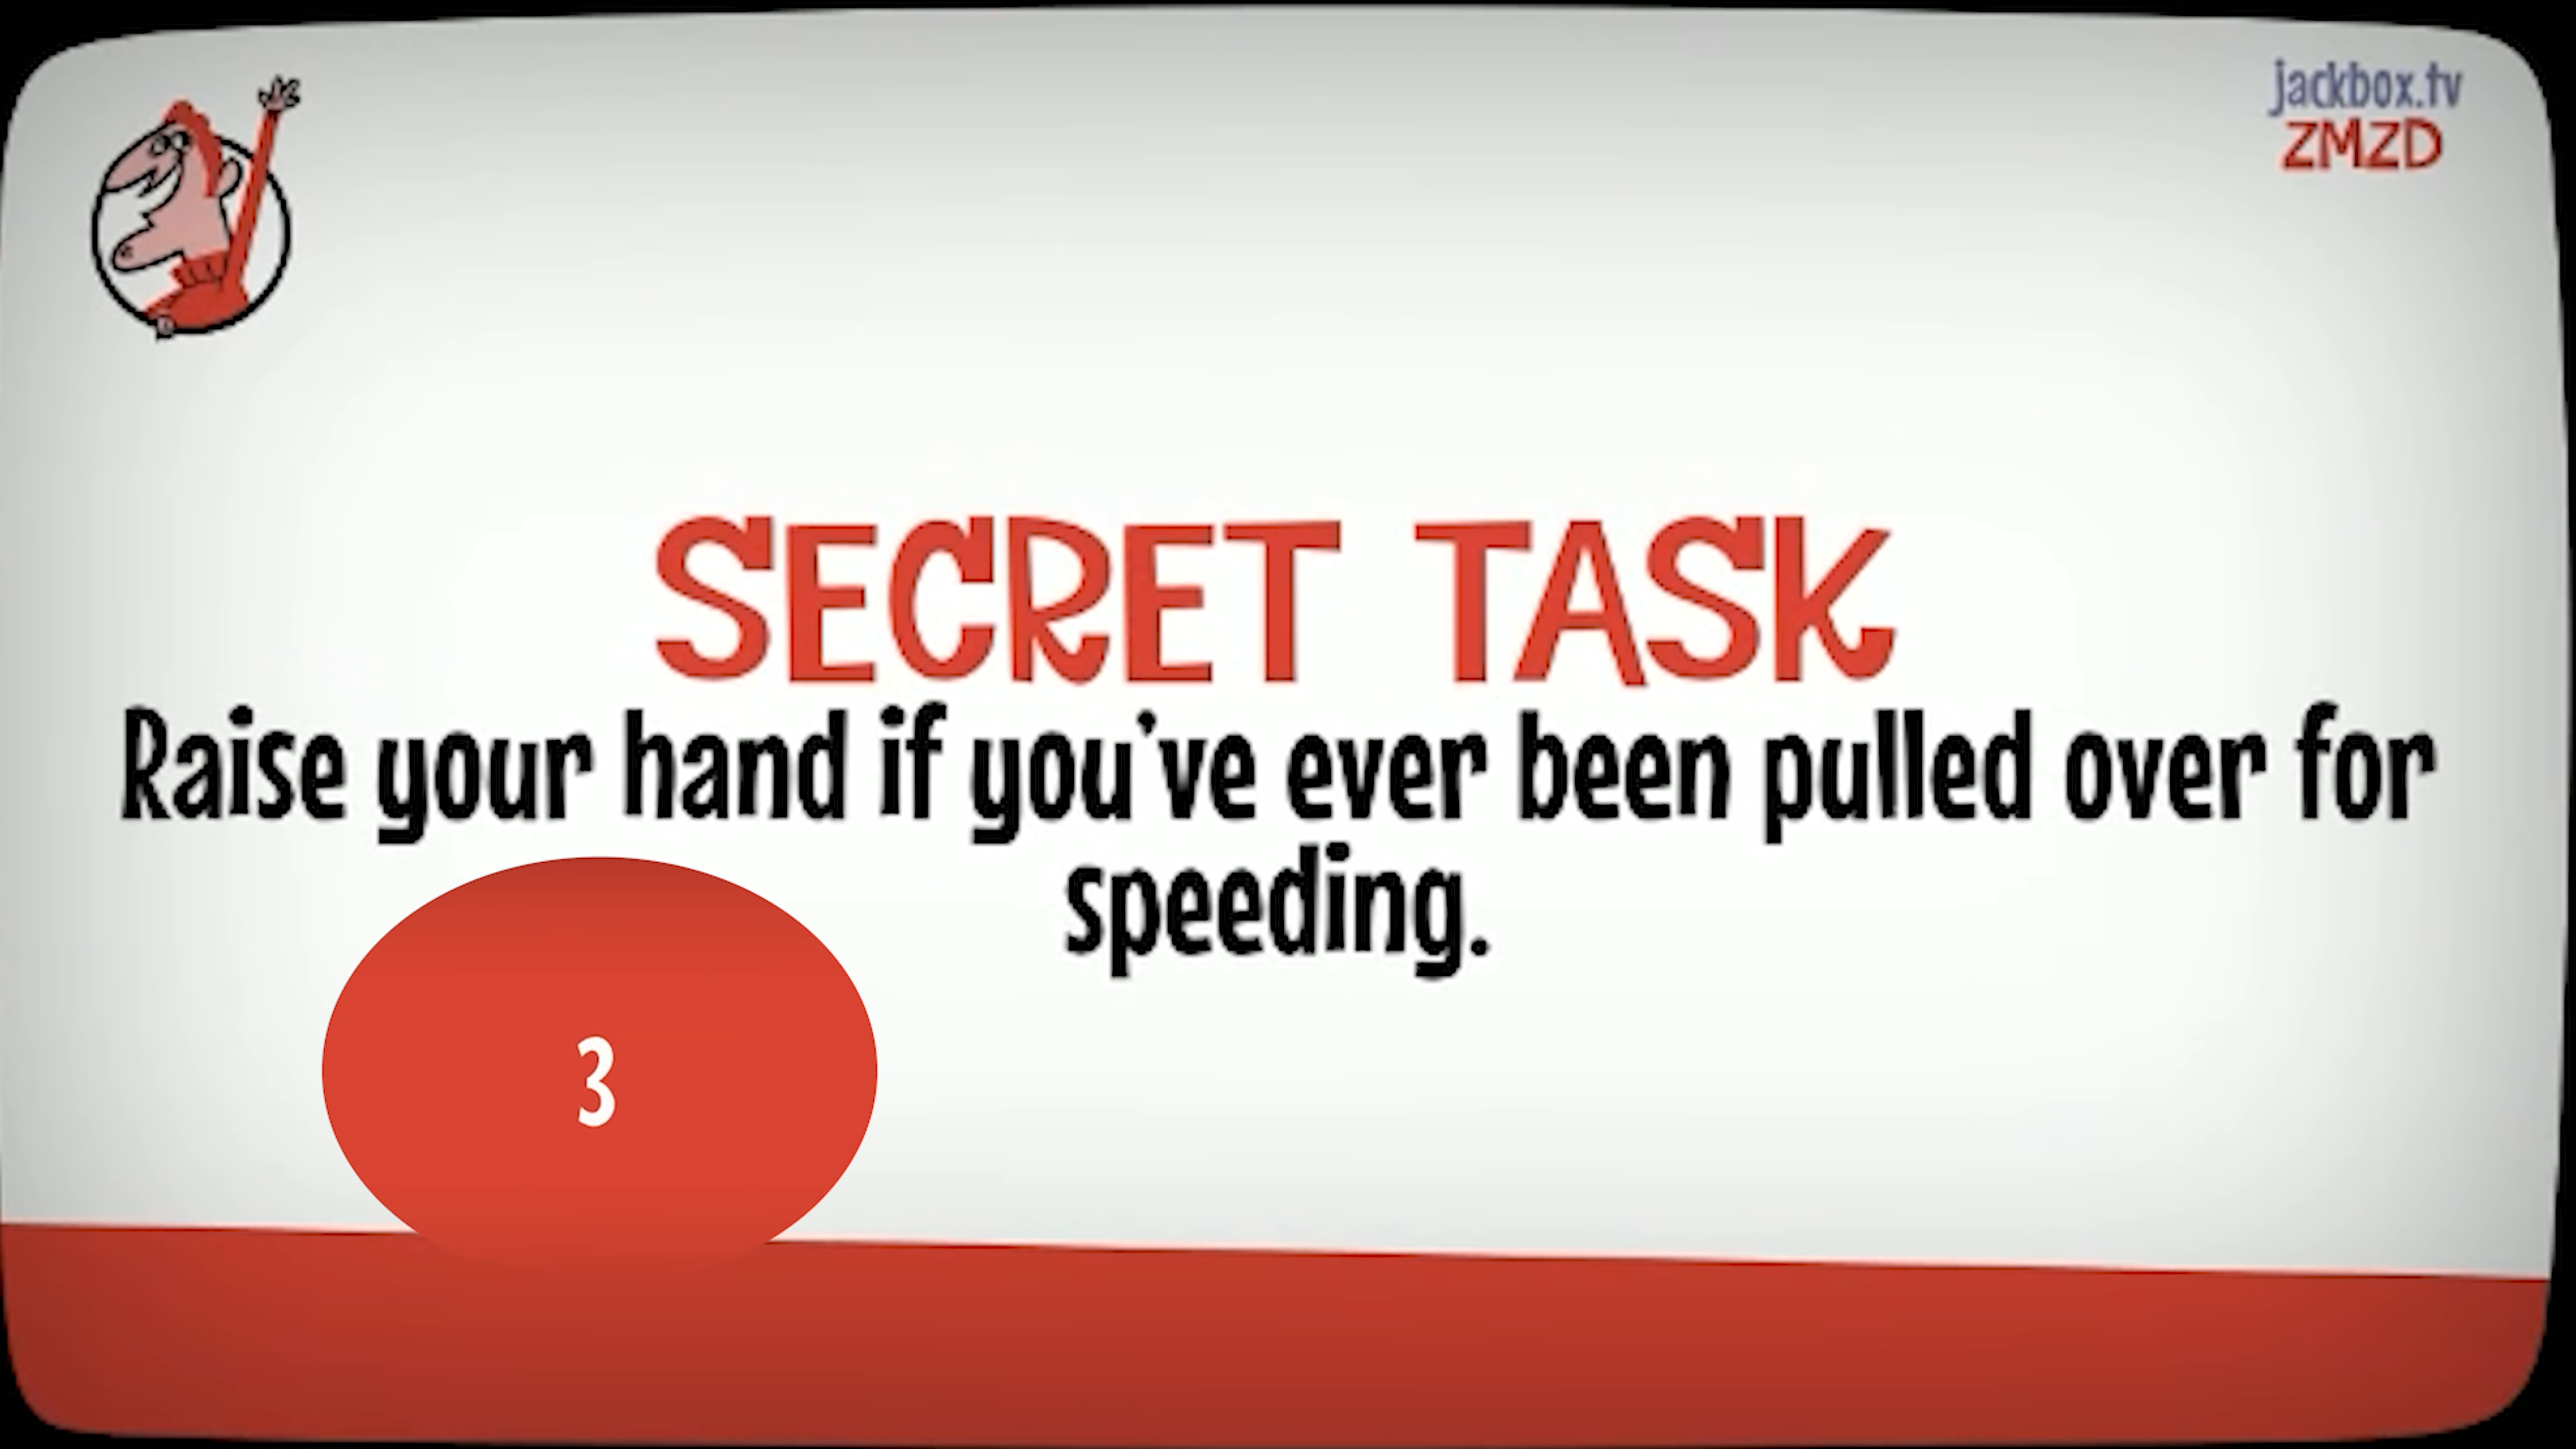 jackbox.tv
ZMZD
SECRET TASK
Raise your hand if you've ever been pulled over for
speeding.
3